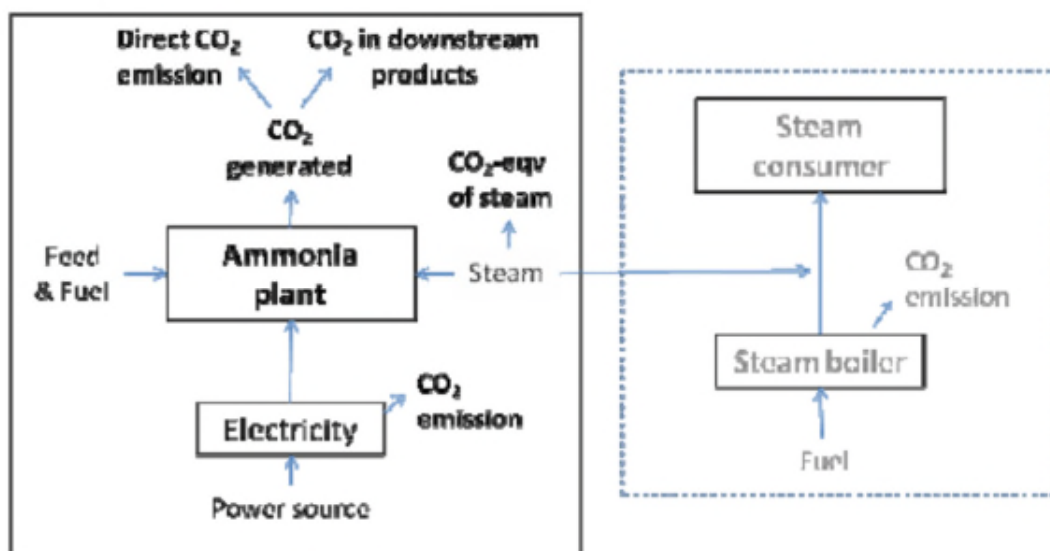 Direct CO₂
emission
CO₂ in downstream
products
CO₂
generated
CO₂-eqv
of steam
Feed
& Fuel
Ammonia
plant
Steam
Electricity
CO₂
emission
Power source
Steam
consumer
CO₂
emission
Steam boiler
Fuel